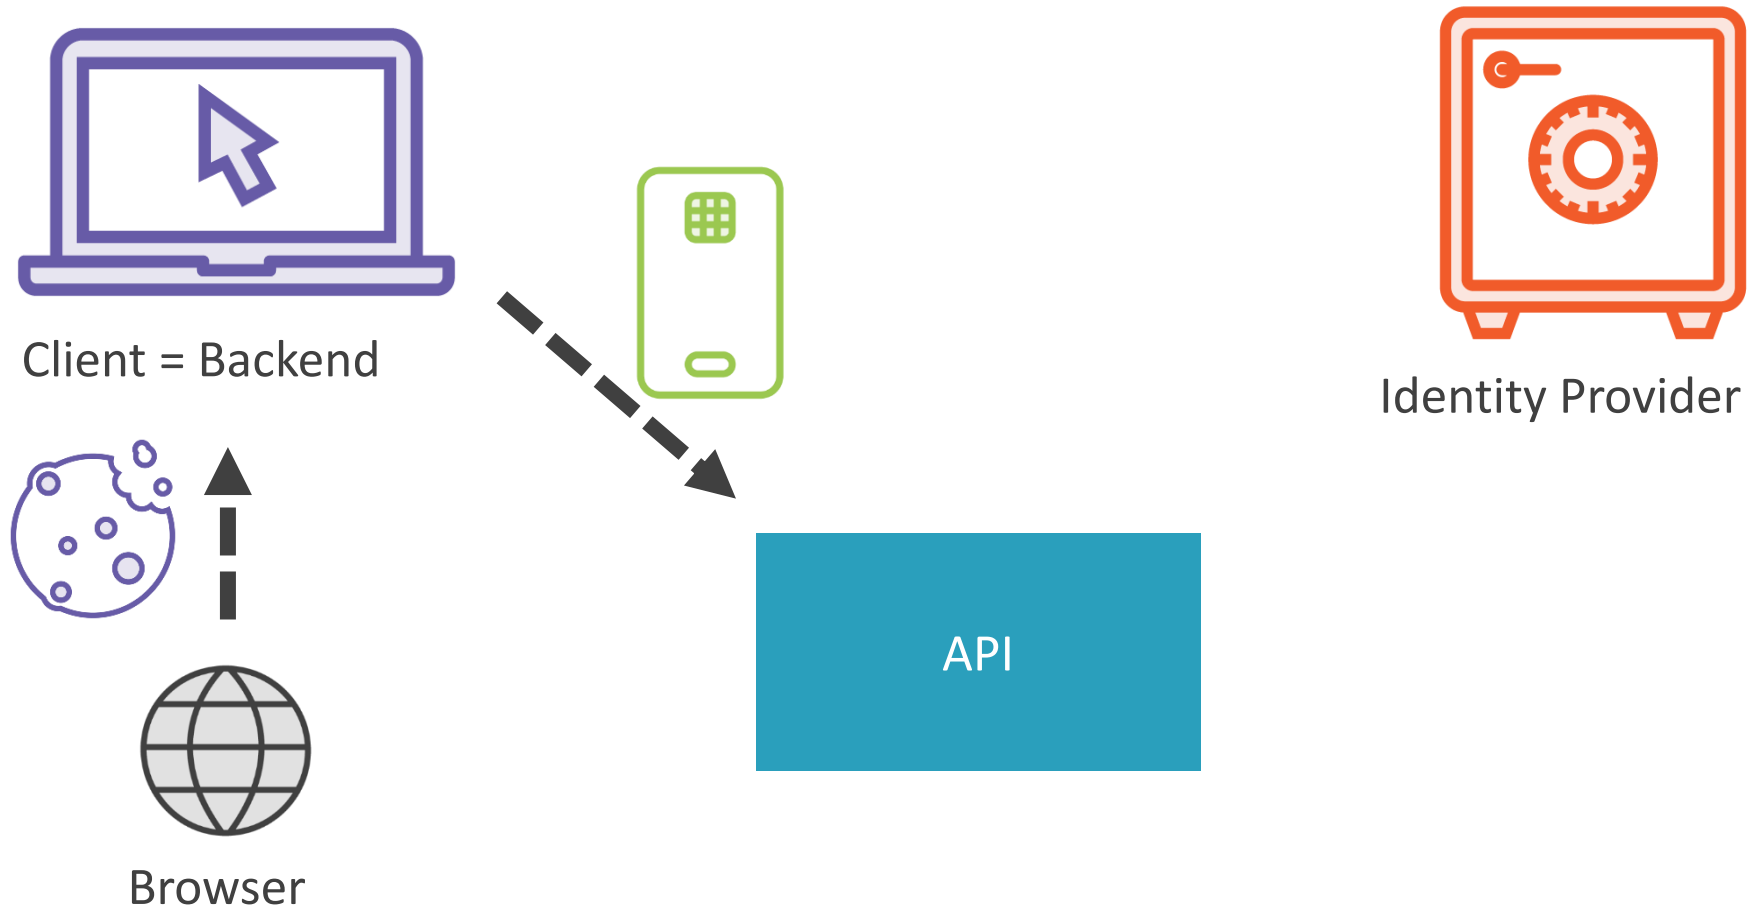 Client = Backend
Identity Provider
API
Browser